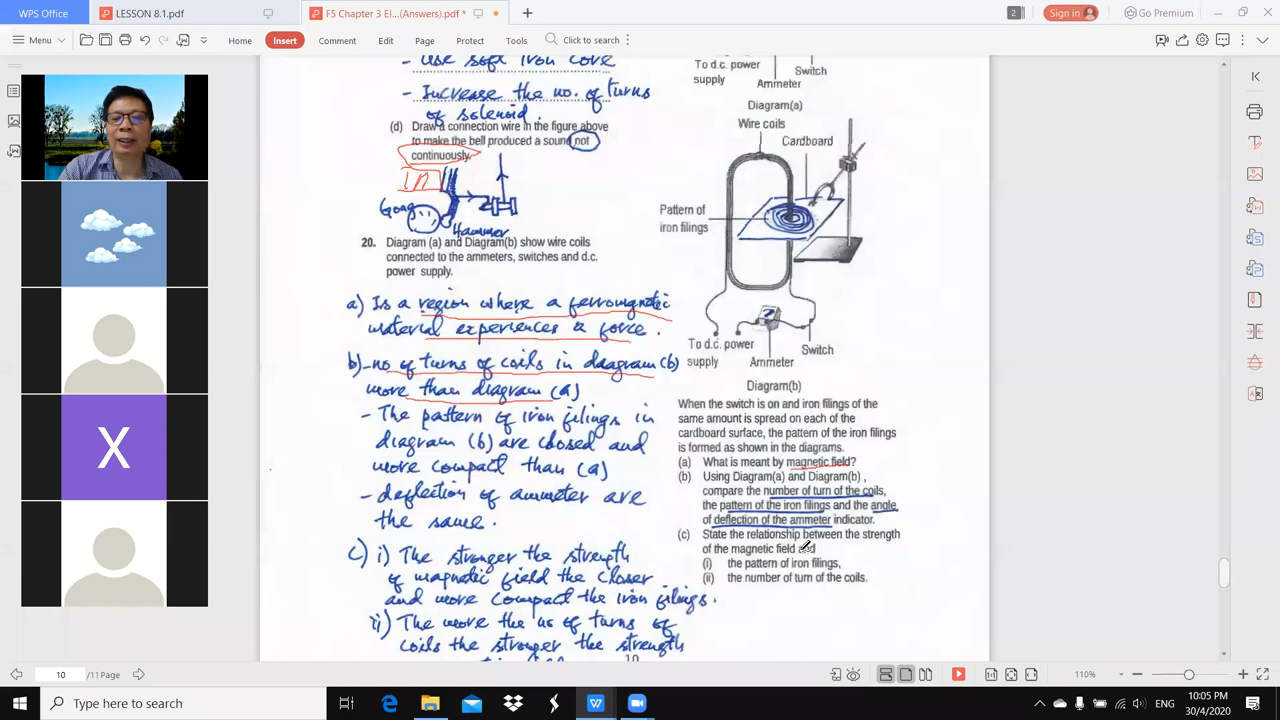 WPS Office
LESSON 8.1.pdf
F5 Chapter 3 El...(Answers).pdf *
+
2
Sign in
Go Premium
Menu
Home
Insert
Comment
Edit
Page
Protect
Tools
Click to search
- Use soft iron core
- Increase the no. of turns
of solenoid.
(d) Draw a connection wire in the figure above
to make the bell produced a sound not
continuously.
in
Gong
Hammer
20. Diagram (a) and Diagram(b) show wire coils
connected to the ammeters, switches and d.c.
power supply.
a) Is a region where a ferromagnetic
material experiences a force.
b) - no of turns of coils in daagram (b)
more than diagram (a)
- The pattern of iron filings in
diagram (b) are closed and
more compact than (a)
- deflection of ammeter are
the same.
c) i) The stronger the strength
of magnetic field the closer
and more compact the iron filings.
ii) The more the no of turns of
coils the stronger the strength
To d.c. power
supply
Switch
Ammeter
Diagram(a)
Wire coils
Cardboard
Pattern of
iron filings
To d.c. power
supply
Switch
Ammeter
Diagram(b)
When the switch is on and iron filings of the
same amount is spread on each of the
cardboard surface, the pattern of the iron filings
is formed as shown in the diagrams.
(a) What is meant by magnetic field?
(b) Using Diagram(a) and Diagram(b) ,
compare the number of turn of the coils,
the pattern of the iron filings and the angle
of deflection of the ammeter indicator.
(c) State the relationship between the strength
of the magnetic field and
(i) the pattern of iron filings,
(ii) the number of turn of the coils.
10
X
10 /11 Page
110%
Type here to search
10:05 PM
30/4/2020